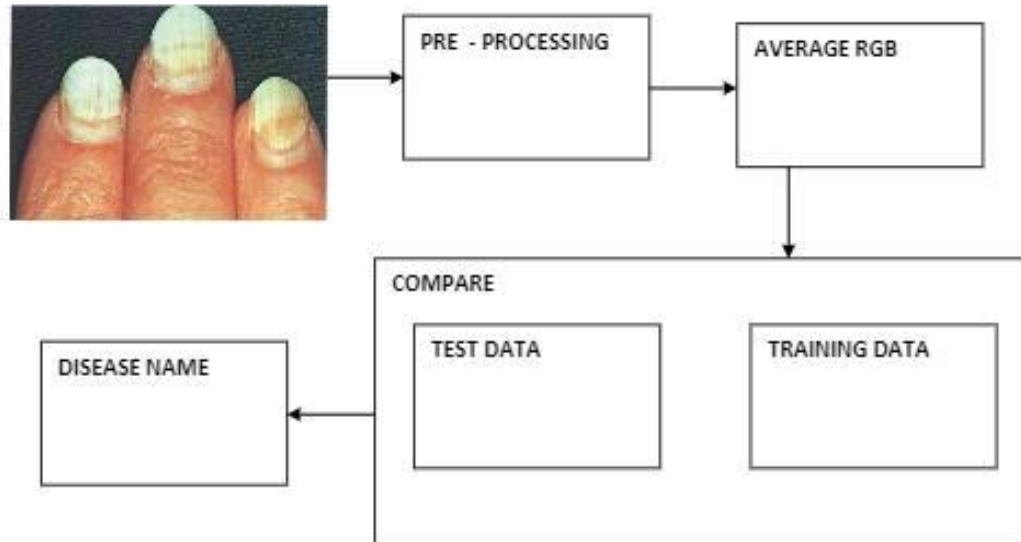 PRE - PROCESSING
AVERAGE RGB
COMPARE
TEST DATA
TRAINING DATA
DISEASE NAME